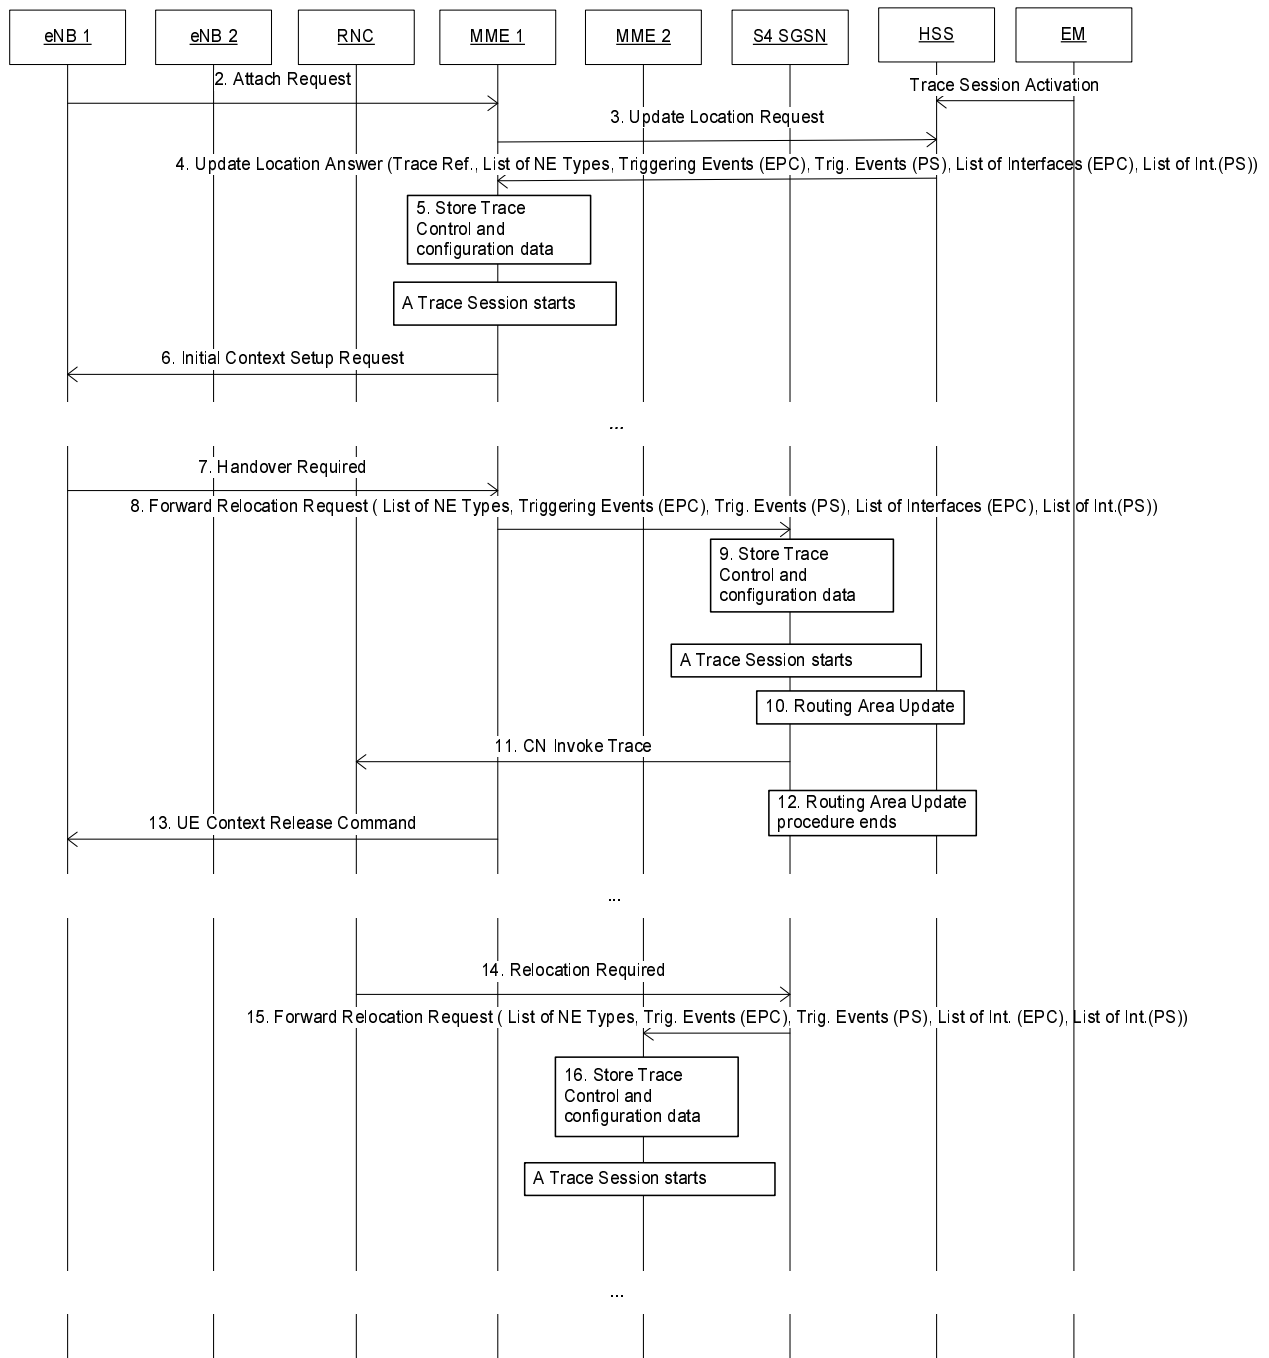 eNB 1
eNB 2
RNC
MME 1
MME 2
S4 SGSN
HSS
EM
2. Attach Request
Trace Session Activation
3. Update Location Request
4. Update Location Answer (Trace Ref., List of NE Types, Triggering Events (EPC), Trig. Events (PS), List of Interfaces (EPC), List of Int.(PS))
5. Store Trace
Control and
configuration data
A Trace Session starts
6. Initial Context Setup Request
...
7. Handover Required
8. Forward Relocation Request ( List of NE Types, Triggering Events (EPC), Trig. Events (PS), List of Interfaces (EPC), List of Int.(PS))
9. Store Trace
Control and
configuration data
A Trace Session starts
10. Routing Area Update
11. CN Invoke Trace
12. Routing Area Update
procedure ends
13. UE Context Release Command
...
14. Relocation Required
15. Forward Relocation Request ( List of NE Types, Trig. Events (EPC), Trig. Events (PS), List of Int. (EPC), List of Int.(PS))
16. Store Trace
Control and
configuration data
A Trace Session starts
...